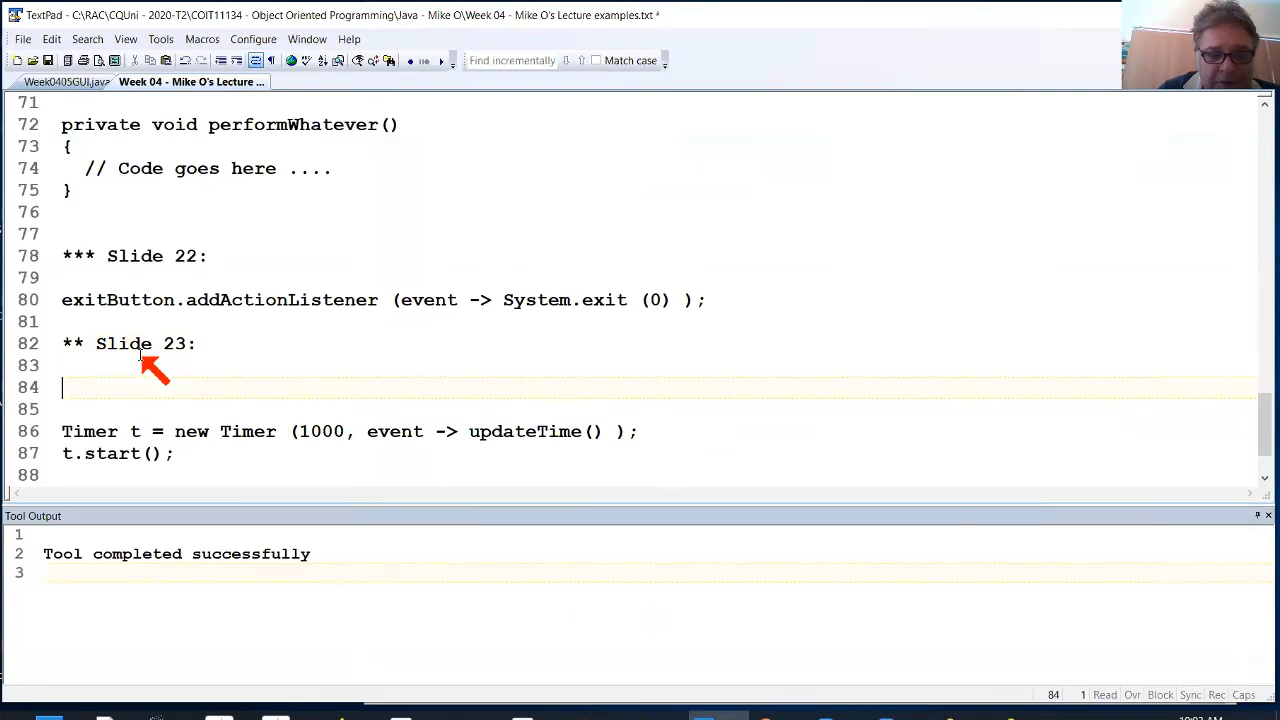 TextPad - C:\RAC\CQUni - 2020-T2\COIT11134 - Object Oriented Programming\Java - Mike O\Week 04 - Mike O's Lecture examples.txt *
File Edit Search View Tools Macros Configure Window Help
Find incrementally Match case
Week0405GUI.java Week 04 - Mike O's Lecture ...
71
72 private void performWhatever()
73 {
74 // Code goes here ....
75 }
76
77
78 *** Slide 22:
79
80 exitButton.addActionListener (event -> System.exit (0) );
81
82 ** Slide 23:
83
84
85
86 Timer t = new Timer (1000, event -> updateTime() );
87 t.start();
88
Tool Output
1
2 Tool completed successfully
3
84 1 Read Ovr Block Sync Rec Caps